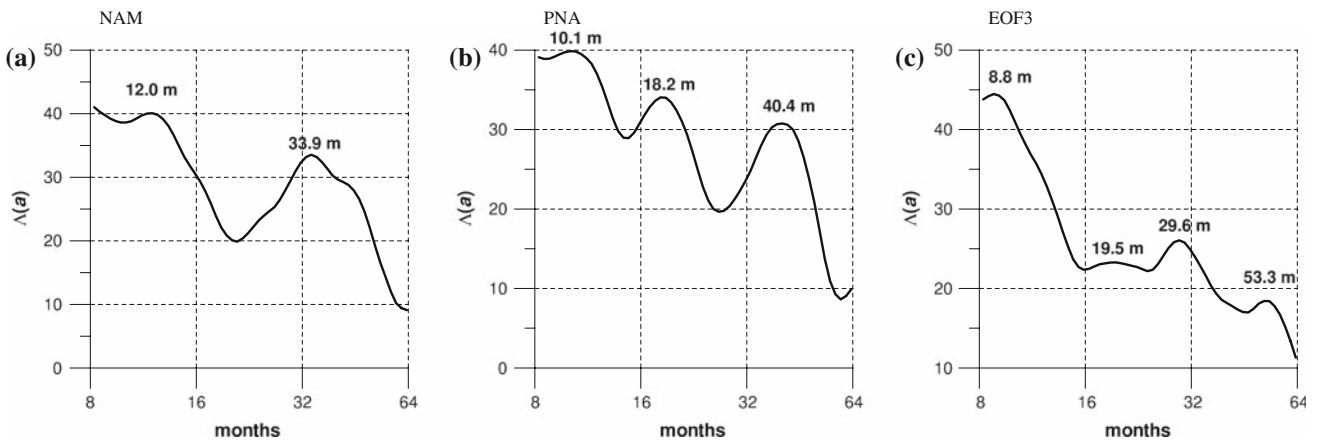 NAM
(a)
50
40
30
20
10
0
Λ(a)
12.0 m
33.9 m
8 16 32 64
months
PNA
(b)
40
30
20
10
0
Λ(a)
10.1 m
18.2 m
40.4 m
8 16 32 64
months
EOF3
(c)
50
40
30
20
10
Λ(a)
8.8 m
19.5 m
29.6 m
53.3 m
8 16 32 64
months